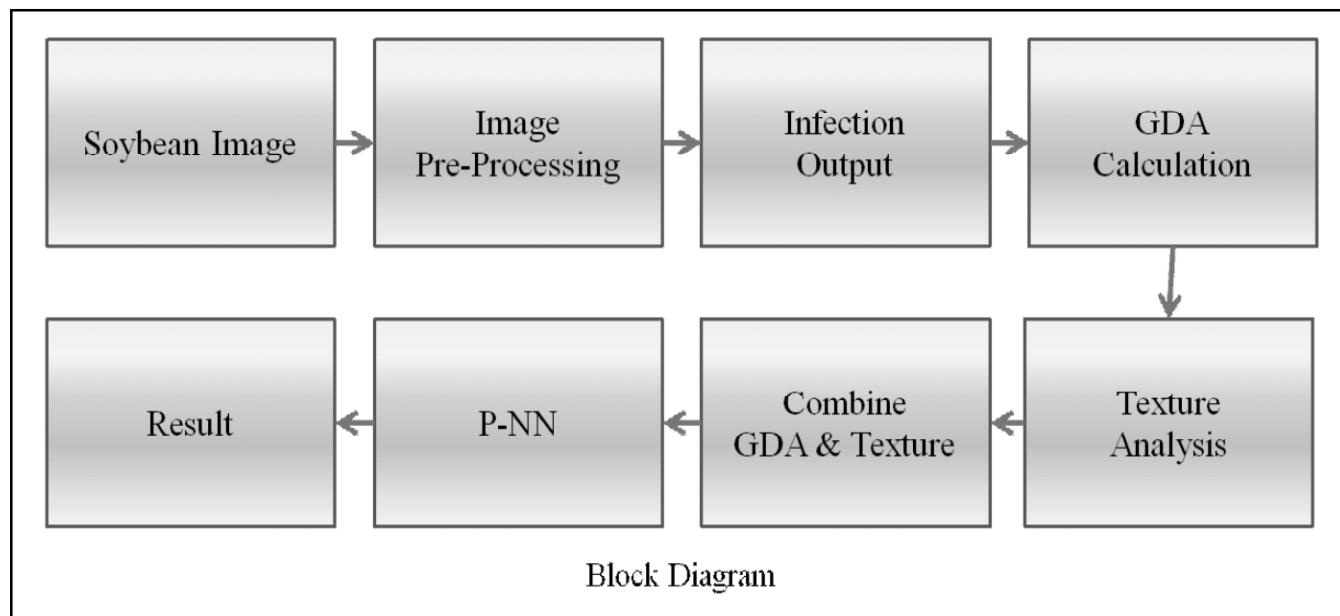 Soybean Image
Image
Pre-Processing
Infection
Output
GDA
Calculation
Texture
Analysis
Combine
GDA & Texture
P-NN
Result
Block Diagram